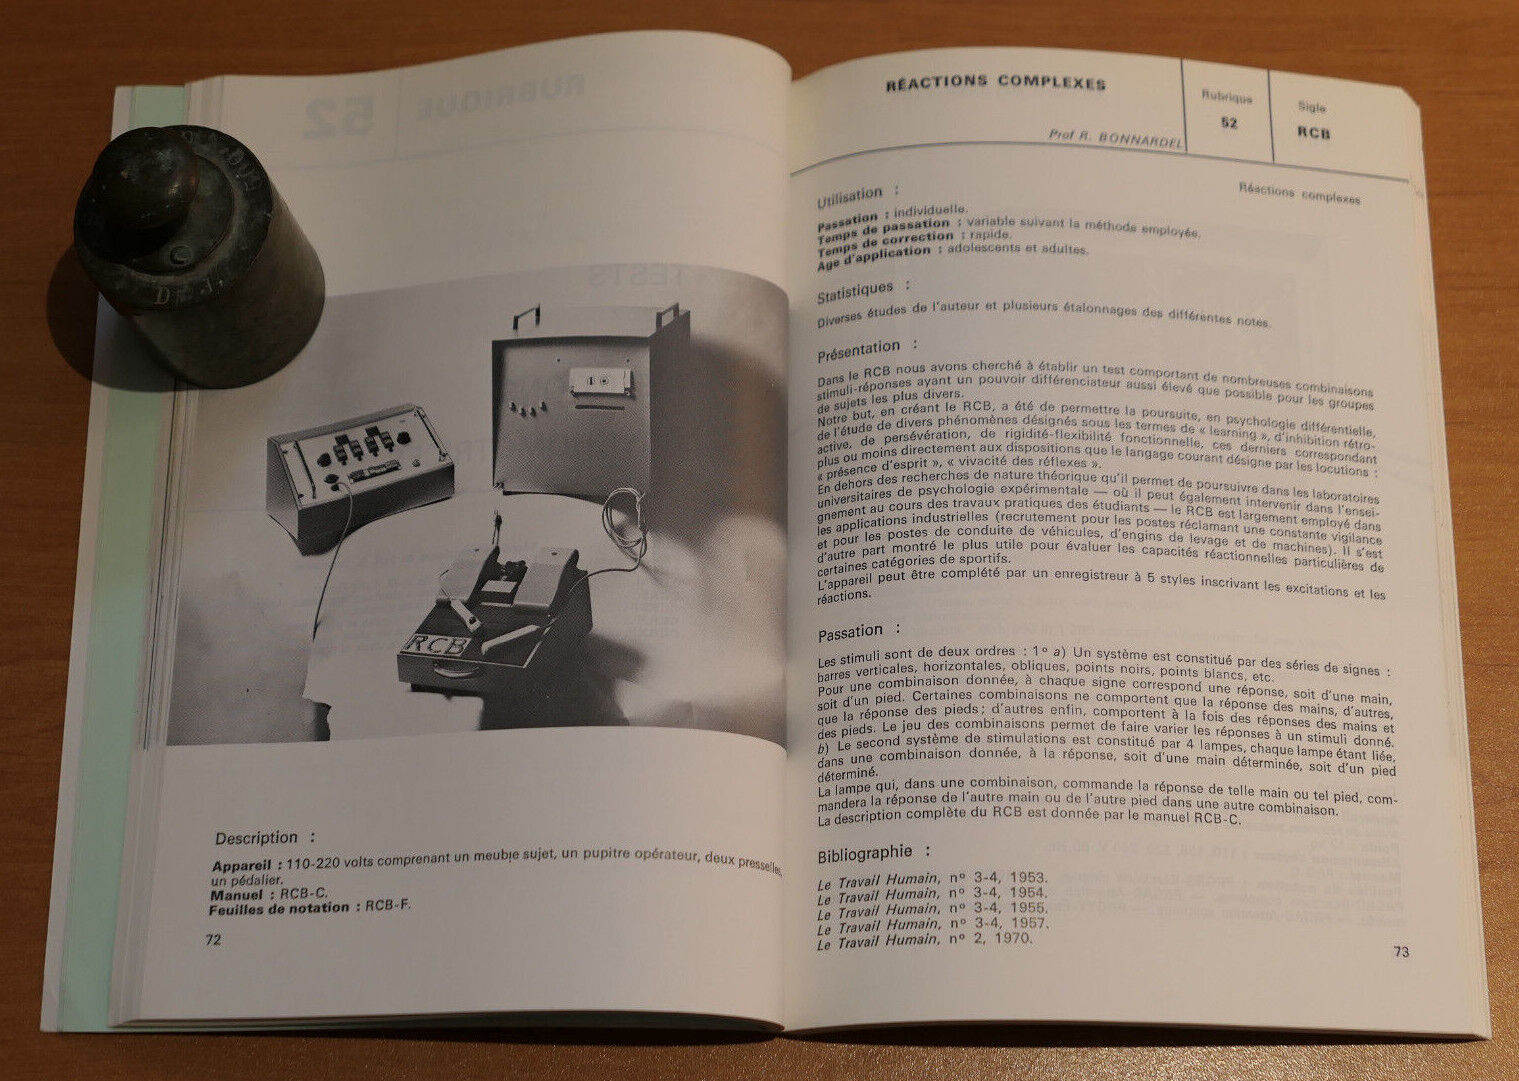 RCB
Description :
Appareil : 110-220 volts comprenant un meuble sujet, un pupitre opérateur, deux presselles,
un pédalier.
Manuel : RCB-C.
Feuilles de notation : RCB-F.
72
RÉACTIONS COMPLEXES
Prof R. BONNARDEL
Rubrique
52
Sigle
RCB
Réactions complexes
Utilisation :
Passation : individuelle.
Temps de passation : variable suivant la méthode employée.
Temps de correction : rapide.
Age d'application : adolescents et adultes.
Statistiques :
Diverses études de l'auteur et plusieurs étalonnages des différentes notes.
Présentation :
Dans le RCB nous avons cherché à établir un test comportant de nombreuses combinaisons
stimuli-réponses ayant un pouvoir différenciateur aussi élevé que possible pour les groupes
de sujets les plus divers.
Notre but, en créant le RCB, a été de permettre la poursuite, en psychologie différentielle,
de l'étude de divers phénomènes désignés sous les termes de « learning », d'inhibition rétro-
active, de persévération, de rigidité-flexibilité fonctionnelle, ces derniers correspondant
plus ou moins directement aux dispositions que le langage courant désigne par les locutions :
« présence d'esprit », « vivacité des réflexes ».
En dehors des recherches de nature théorique qu'il permet de poursuivre dans les laboratoires
universitaires de psychologie expérimentale — où il peut également intervenir dans l'ensei-
gnement au cours des travaux pratiques des étudiants — le RCB est largement employé dans
les applications industrielles (recrutement pour les postes réclamant une constante vigilance
et pour les postes de conduite de véhicules, d'engins de levage et de machines). Il s'est
d'autre part montré le plus utile pour évaluer les capacités réactionnelles particulières de
certaines catégories de sportifs.
L'appareil peut être complété par un enregistreur à 5 styles inscrivant les excitations et les
réactions.
Passation :
Les stimuli sont de deux ordres : 1° a) Un système est constitué par des séries de signes :
barres verticales, horizontales, obliques, points noirs, points blancs, etc.
Pour une combinaison donnée, à chaque signe correspond une réponse, soit d'une main,
soit d'un pied. Certaines combinaisons ne comportent que la réponse des mains, d'autres,
que la réponse des pieds; d'autres enfin, comportent à la fois des réponses des mains et
des pieds. Le jeu des combinaisons permet de faire varier les réponses à un stimuli donné.
b) Le second système de stimulations est constitué par 4 lampes, chaque lampe étant liée,
dans une combinaison donnée, à la réponse, soit d'une main déterminée, soit d'un pied
déterminé.
La lampe qui, dans une combinaison, commande la réponse de telle main ou tel pied, com-
mandera la réponse de l'autre main ou de l'autre pied dans une autre combinaison.
La description complète du RCB est donnée par le manuel RCB-C.
Bibliographie :
Le Travail Humain, n° 3-4, 1953.
Le Travail Humain, n° 3-4, 1954.
Le Travail Humain, n° 3-4, 1955.
Le Travail Humain, n° 3-4, 1957.
Le Travail Humain, n° 2, 1970.
73